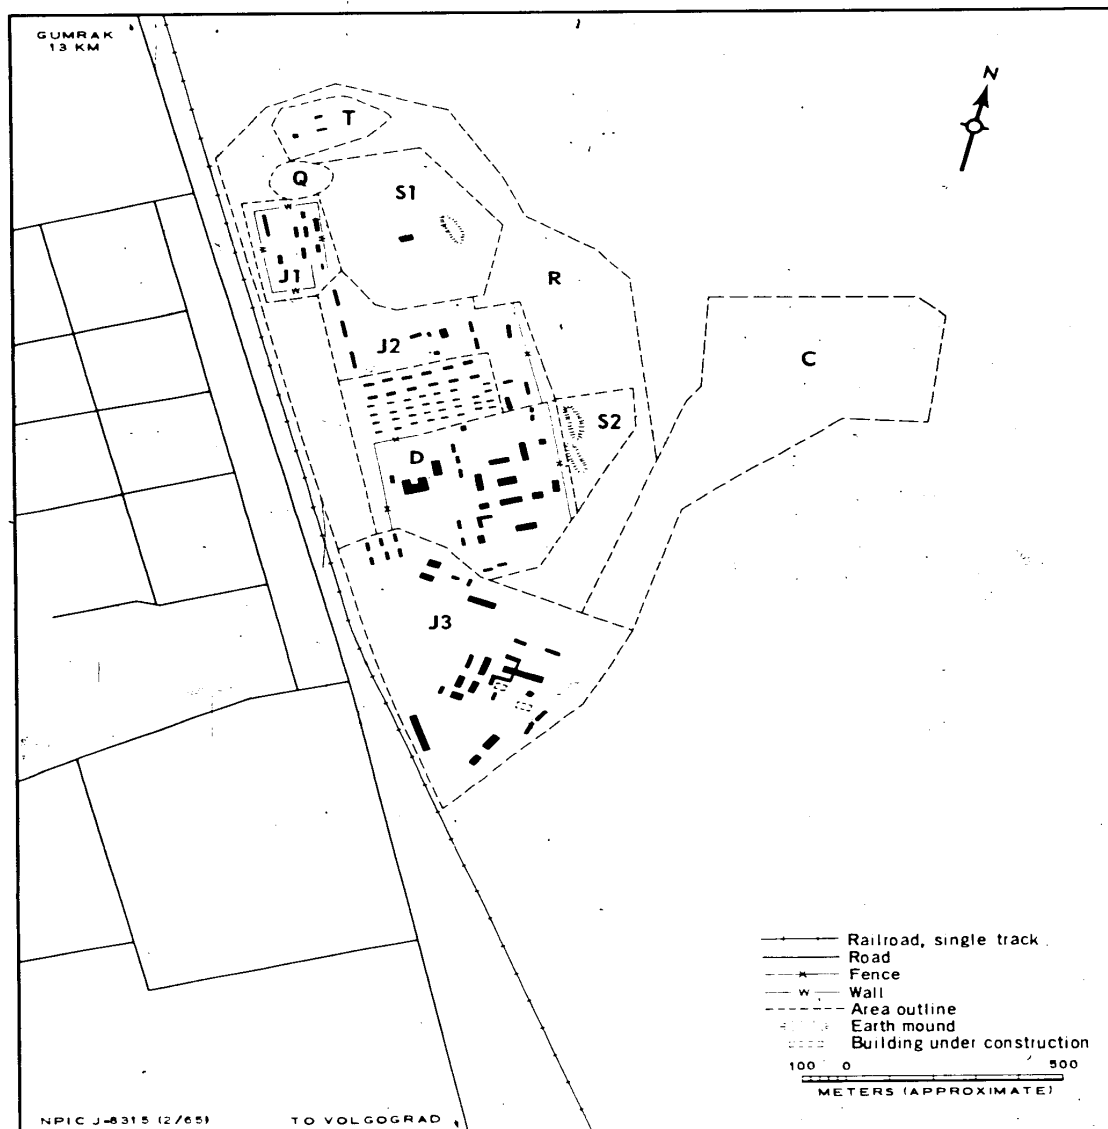 GUMRAK
13 KM
N
T
Q
S1
J1
R
J2
C
S2
D
J3
Railroad, single track
Road
Fence
W Wall
Area outline
Earth mound
Building under construction
100 0 500
METERS (APPROXIMATE)
NPIC J-8315 (2/65) TO VOLGOGRAD